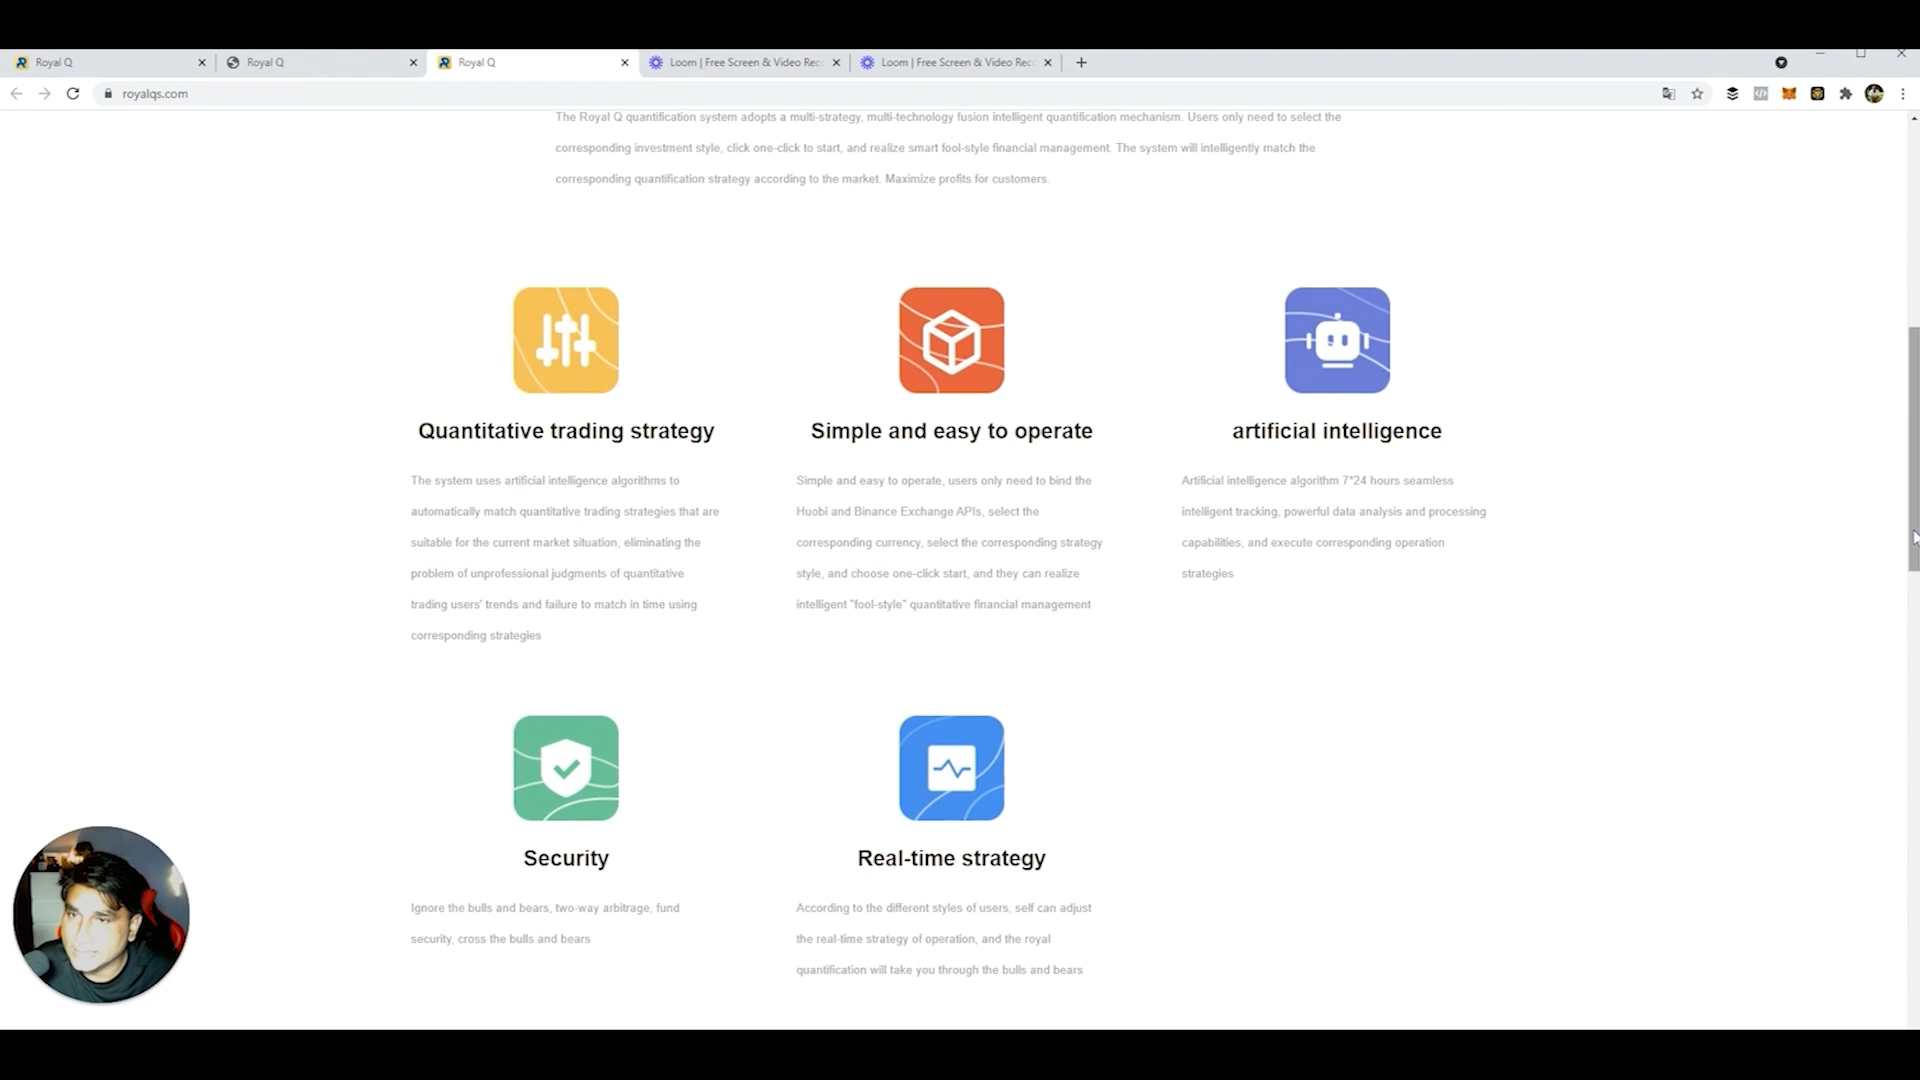 Royal Q
Royal Q
Royal Q
Loom | Free Screen & Video Rec
Loom | Free Screen & Video Rec
royalqs.com
The Royal Q quantification system adopts a multi-strategy, multi-technology fusion intelligent quantification mechanism. Users only need to select the
corresponding investment style, click one-click to start, and realize smart fool-style financial management. The system will intelligently match the
corresponding quantification strategy according to the market. Maximize profits for customers.
Quantitative trading strategy
The system uses artificial intelligence algorithms to
automatically match quantitative trading strategies that are
suitable for the current market situation, eliminating the
problem of unprofessional judgments of quantitative
trading users' trends and failure to match in time using
corresponding strategies
Simple and easy to operate
Simple and easy to operate, users only need to bind the
Huobi and Binance Exchange APIs, select the
corresponding currency, select the corresponding strategy
style, and choose one-click start, and they can realize
intelligent "fool-style" quantitative financial management
artificial intelligence
Artificial intelligence algorithm 7*24 hours seamless
intelligent tracking, powerful data analysis and processing
capabilities, and execute corresponding operation
strategies
Security
Ignore the bulls and bears, two-way arbitrage, fund
security, cross the bulls and bears
Real-time strategy
According to the different styles of users, self can adjust
the real-time strategy of operation, and the royal
quantification will take you through the bulls and bears